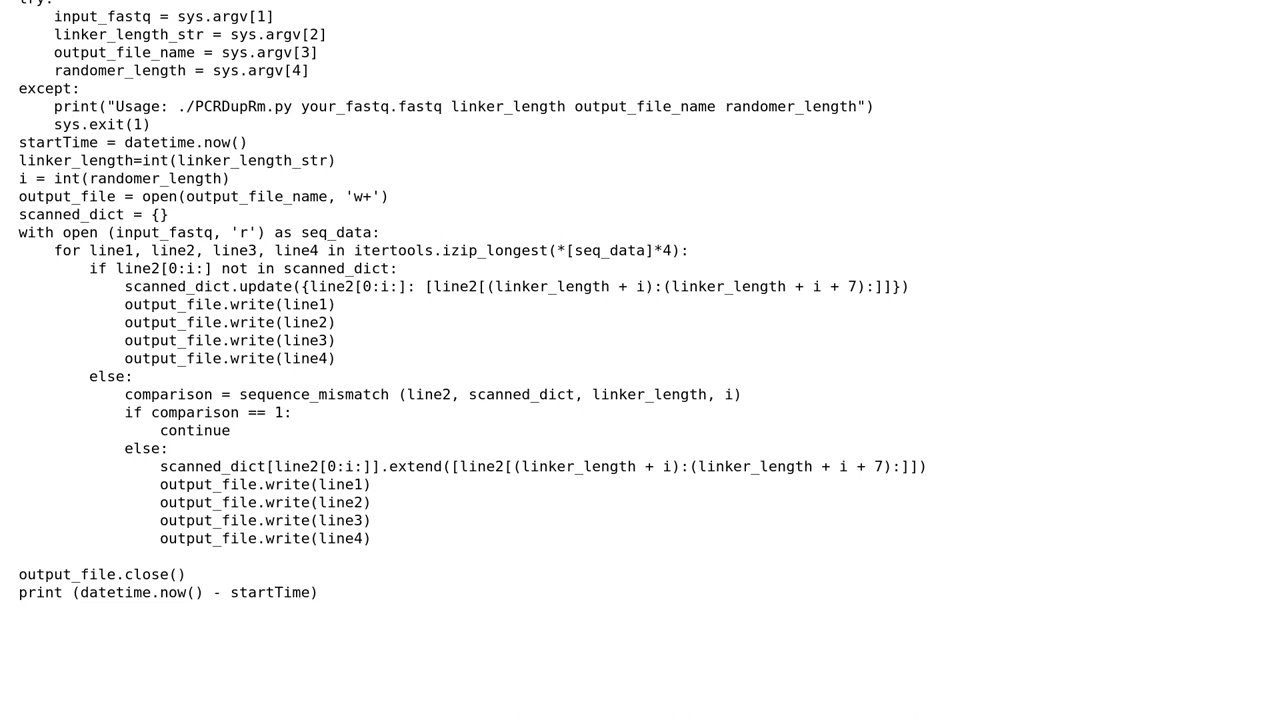 try:
    input_fastq = sys.argv[1]
    linker_length_str = sys.argv[2]
    output_file_name = sys.argv[3]
    randomer_length = sys.argv[4]
except:
    print("Usage: ./PCRDupRm.py your_fastq.fastq linker_length output_file_name randomer_length")
    sys.exit(1)
startTime = datetime.now()
linker_length=int(linker_length_str)
i = int(randomer_length)
output_file = open(output_file_name, 'w+')
scanned_dict = {}
with open (input_fastq, 'r') as seq_data:
    for line1, line2, line3, line4 in itertools.izip_longest(*[seq_data]*4):
        if line2[0:i:] not in scanned_dict:
            scanned_dict.update({line2[0:i:]: [line2[(linker_length + i):(linker_length + i + 7):]]})
            output_file.write(line1)
            output_file.write(line2)
            output_file.write(line3)
            output_file.write(line4)
        else:
            comparison = sequence_mismatch (line2, scanned_dict, linker_length, i)
            if comparison == 1:
                continue
            else:
                scanned_dict[line2[0:i:]].extend([line2[(linker_length + i):(linker_length + i + 7):]])
                output_file.write(line1)
                output_file.write(line2)
                output_file.write(line3)
                output_file.write(line4)

output_file.close()
print (datetime.now() - startTime)